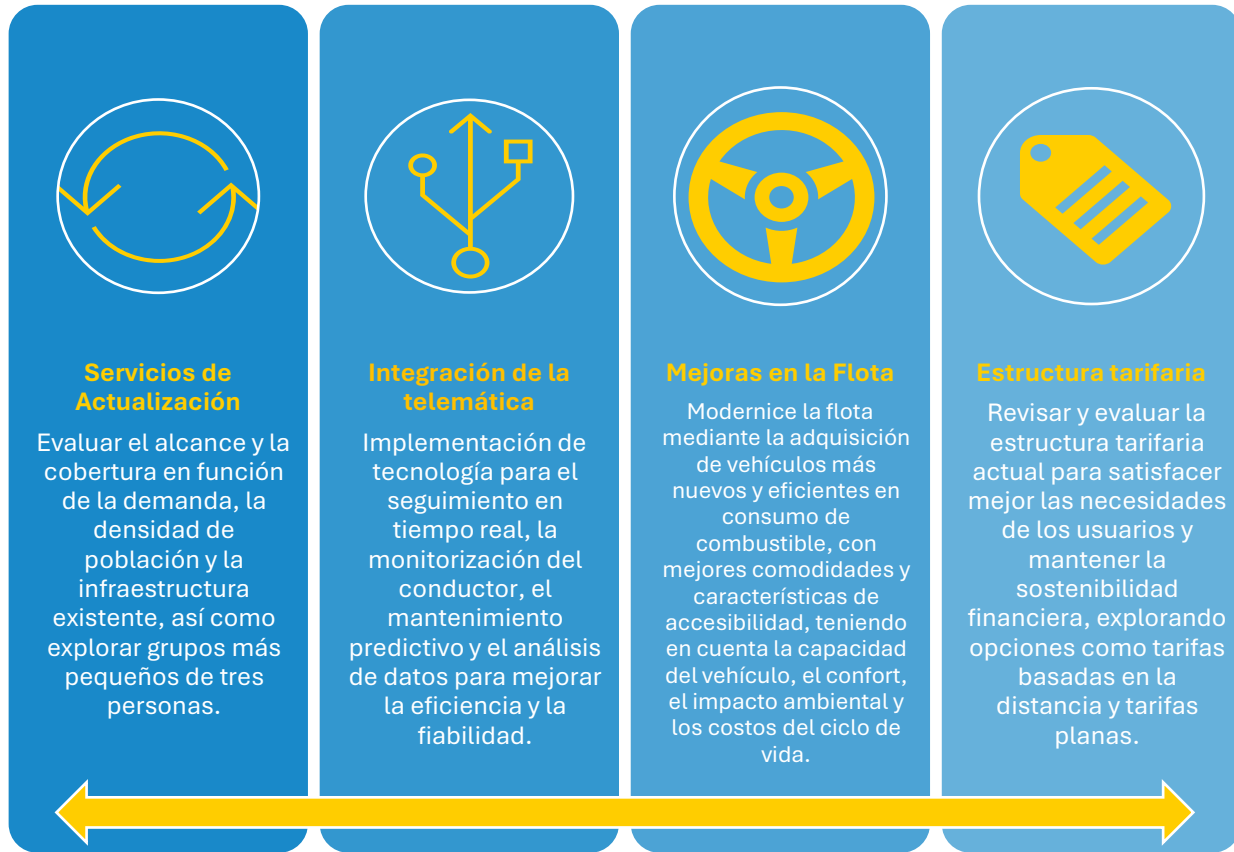 Servicios de
Actualización
Evaluar el alcance y la
cobertura en función
de la demanda, la
densidad de
población y la
infraestructura
existente, así como
explorar grupos más
pequeños de tres
personas.
Integración de la
telemática
Implementación de
tecnología para el
seguimiento en
tiempo real, la
monitorización del
conductor, el
mantenimiento
predictivo y el análisis
de datos para mejorar
la eficiencia y la
fiabilidad.
Mejoras en la Flota
Modernice la flota
mediante la adquisición
de vehículos más
nuevos y eficientes en
consumo de
combustible, con
mejores comodidades y
características de
accesibilidad, teniendo
en cuenta la capacidad
del vehículo, el confort,
el impacto ambiental y
los costos del ciclo de
vida.
Estructura tarifaria
Revisar y evaluar la
estructura tarifaria
actual para satisfacer
mejor las necesidades
de los usuarios y
mantener la
sostenibilidad
financiera, explorando
opciones como tarifas
basadas en la
distancia y tarifas
planas.